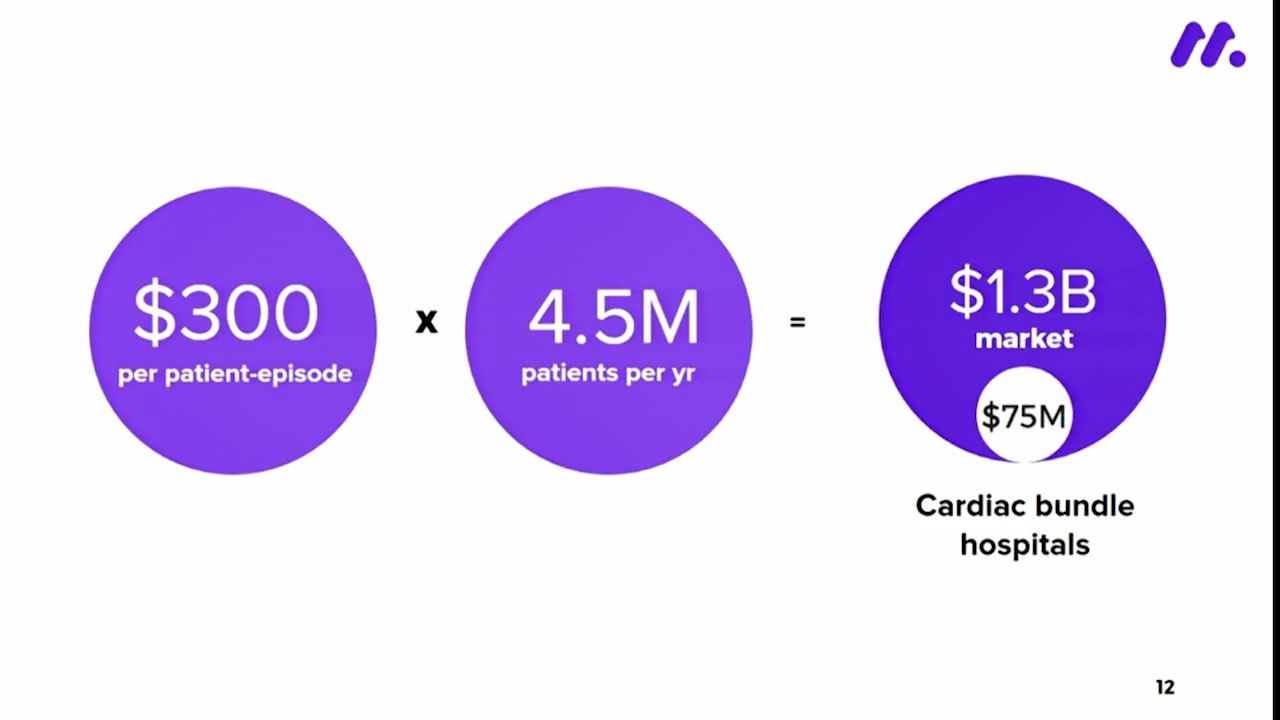 $300
per patient-episode
x
4.5M
patients per yr
=
$1.3B
market
$75M
Cardiac bundle
hospitals
12